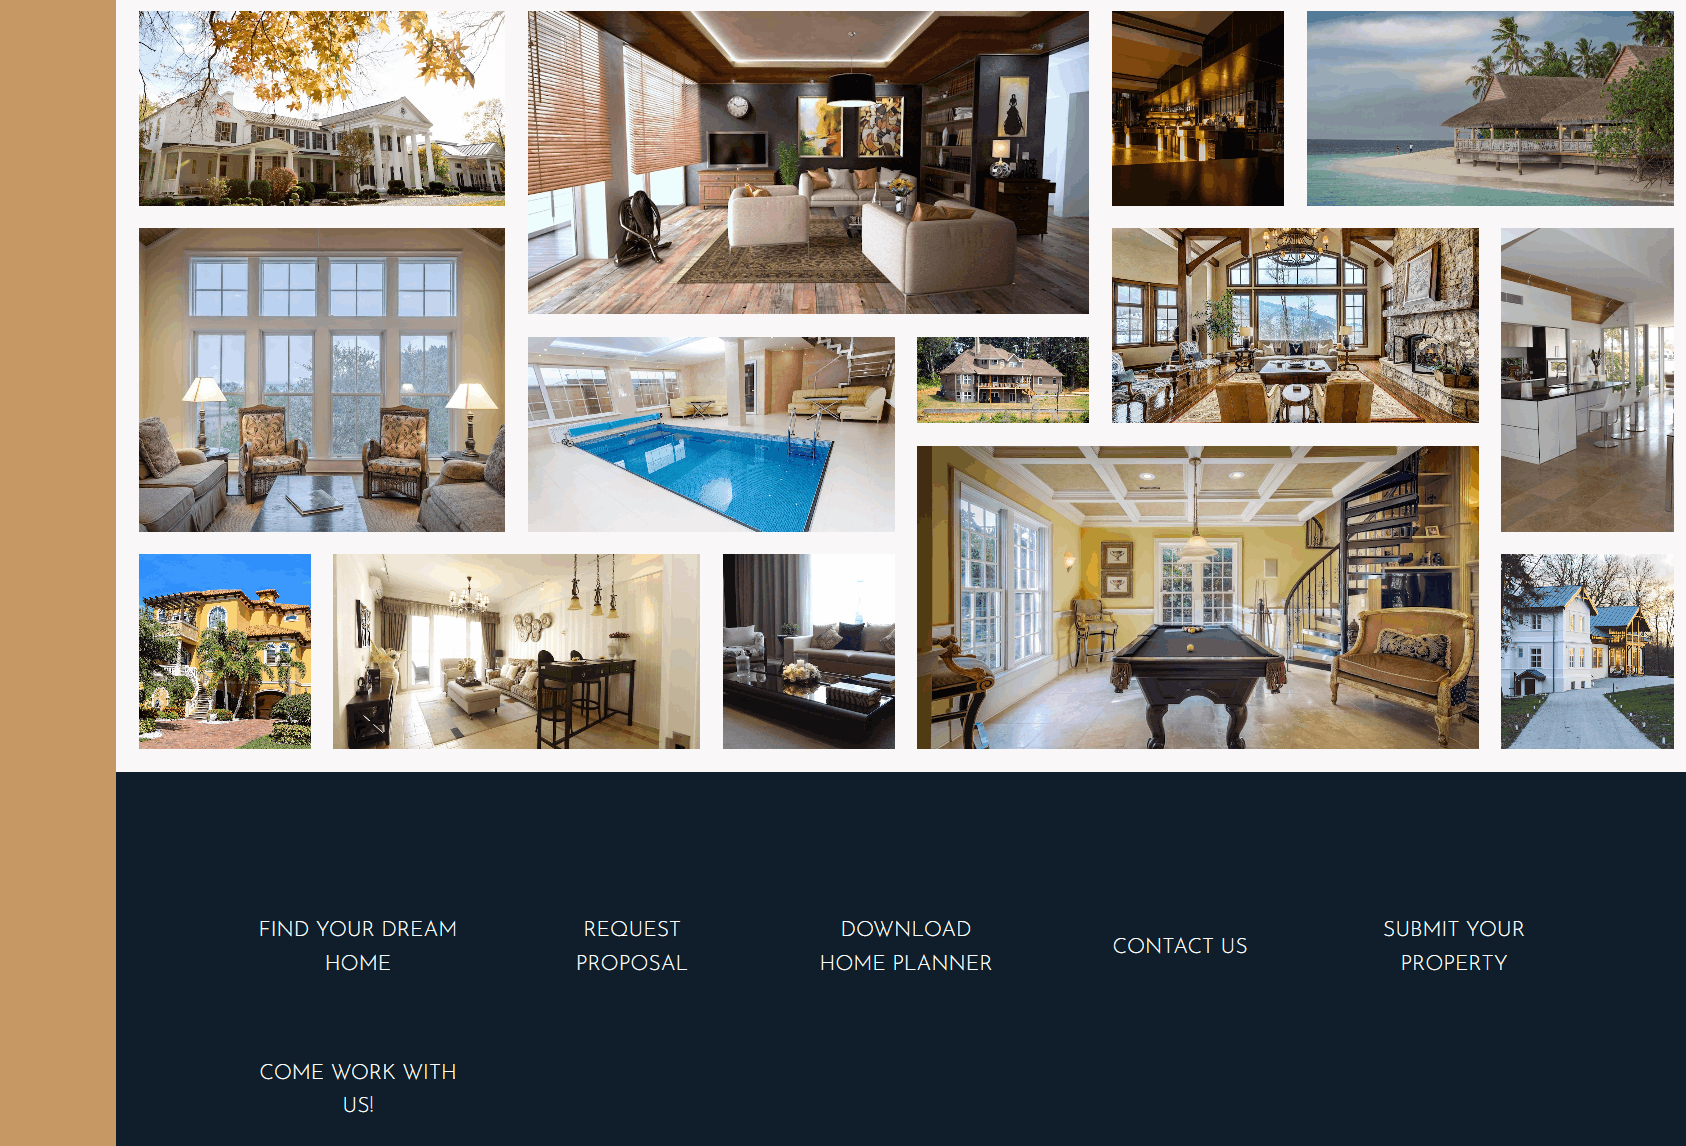 FIND YOUR DREAM
HOME
REQUEST
PROPOSAL
DOWNLOAD
HOME PLANNER
CONTACT US
SUBMIT YOUR
PROPERTY
COME WORK WITH
US!